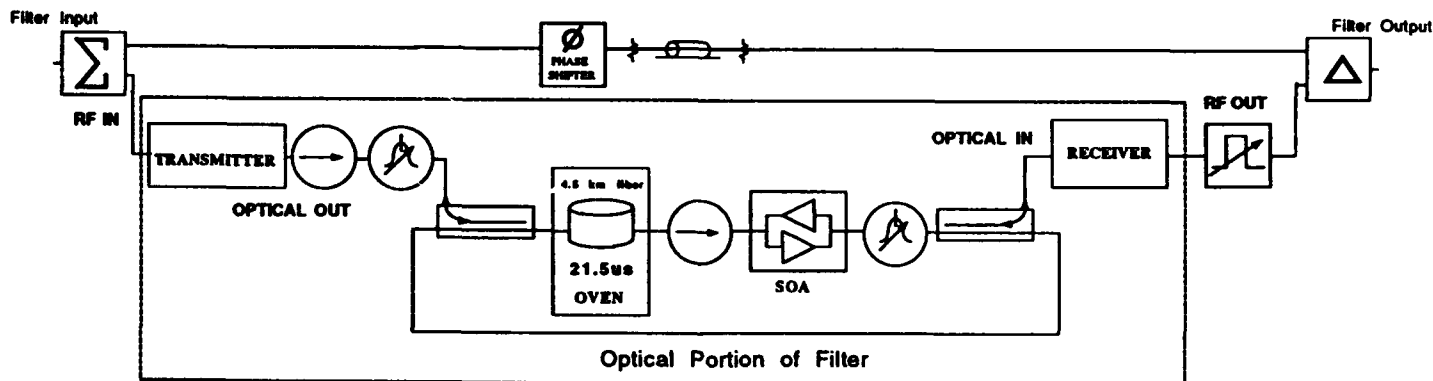 Filter Input
Σ
Ø
PHASE
SHIFTER
Filter Output
Δ
RF IN
RF OUT
TRANSMITTER
OPTICAL OUT
4.5 km fiber
21.5us
OVEN
SOA
OPTICAL IN
RECEIVER
Optical Portion of Filter